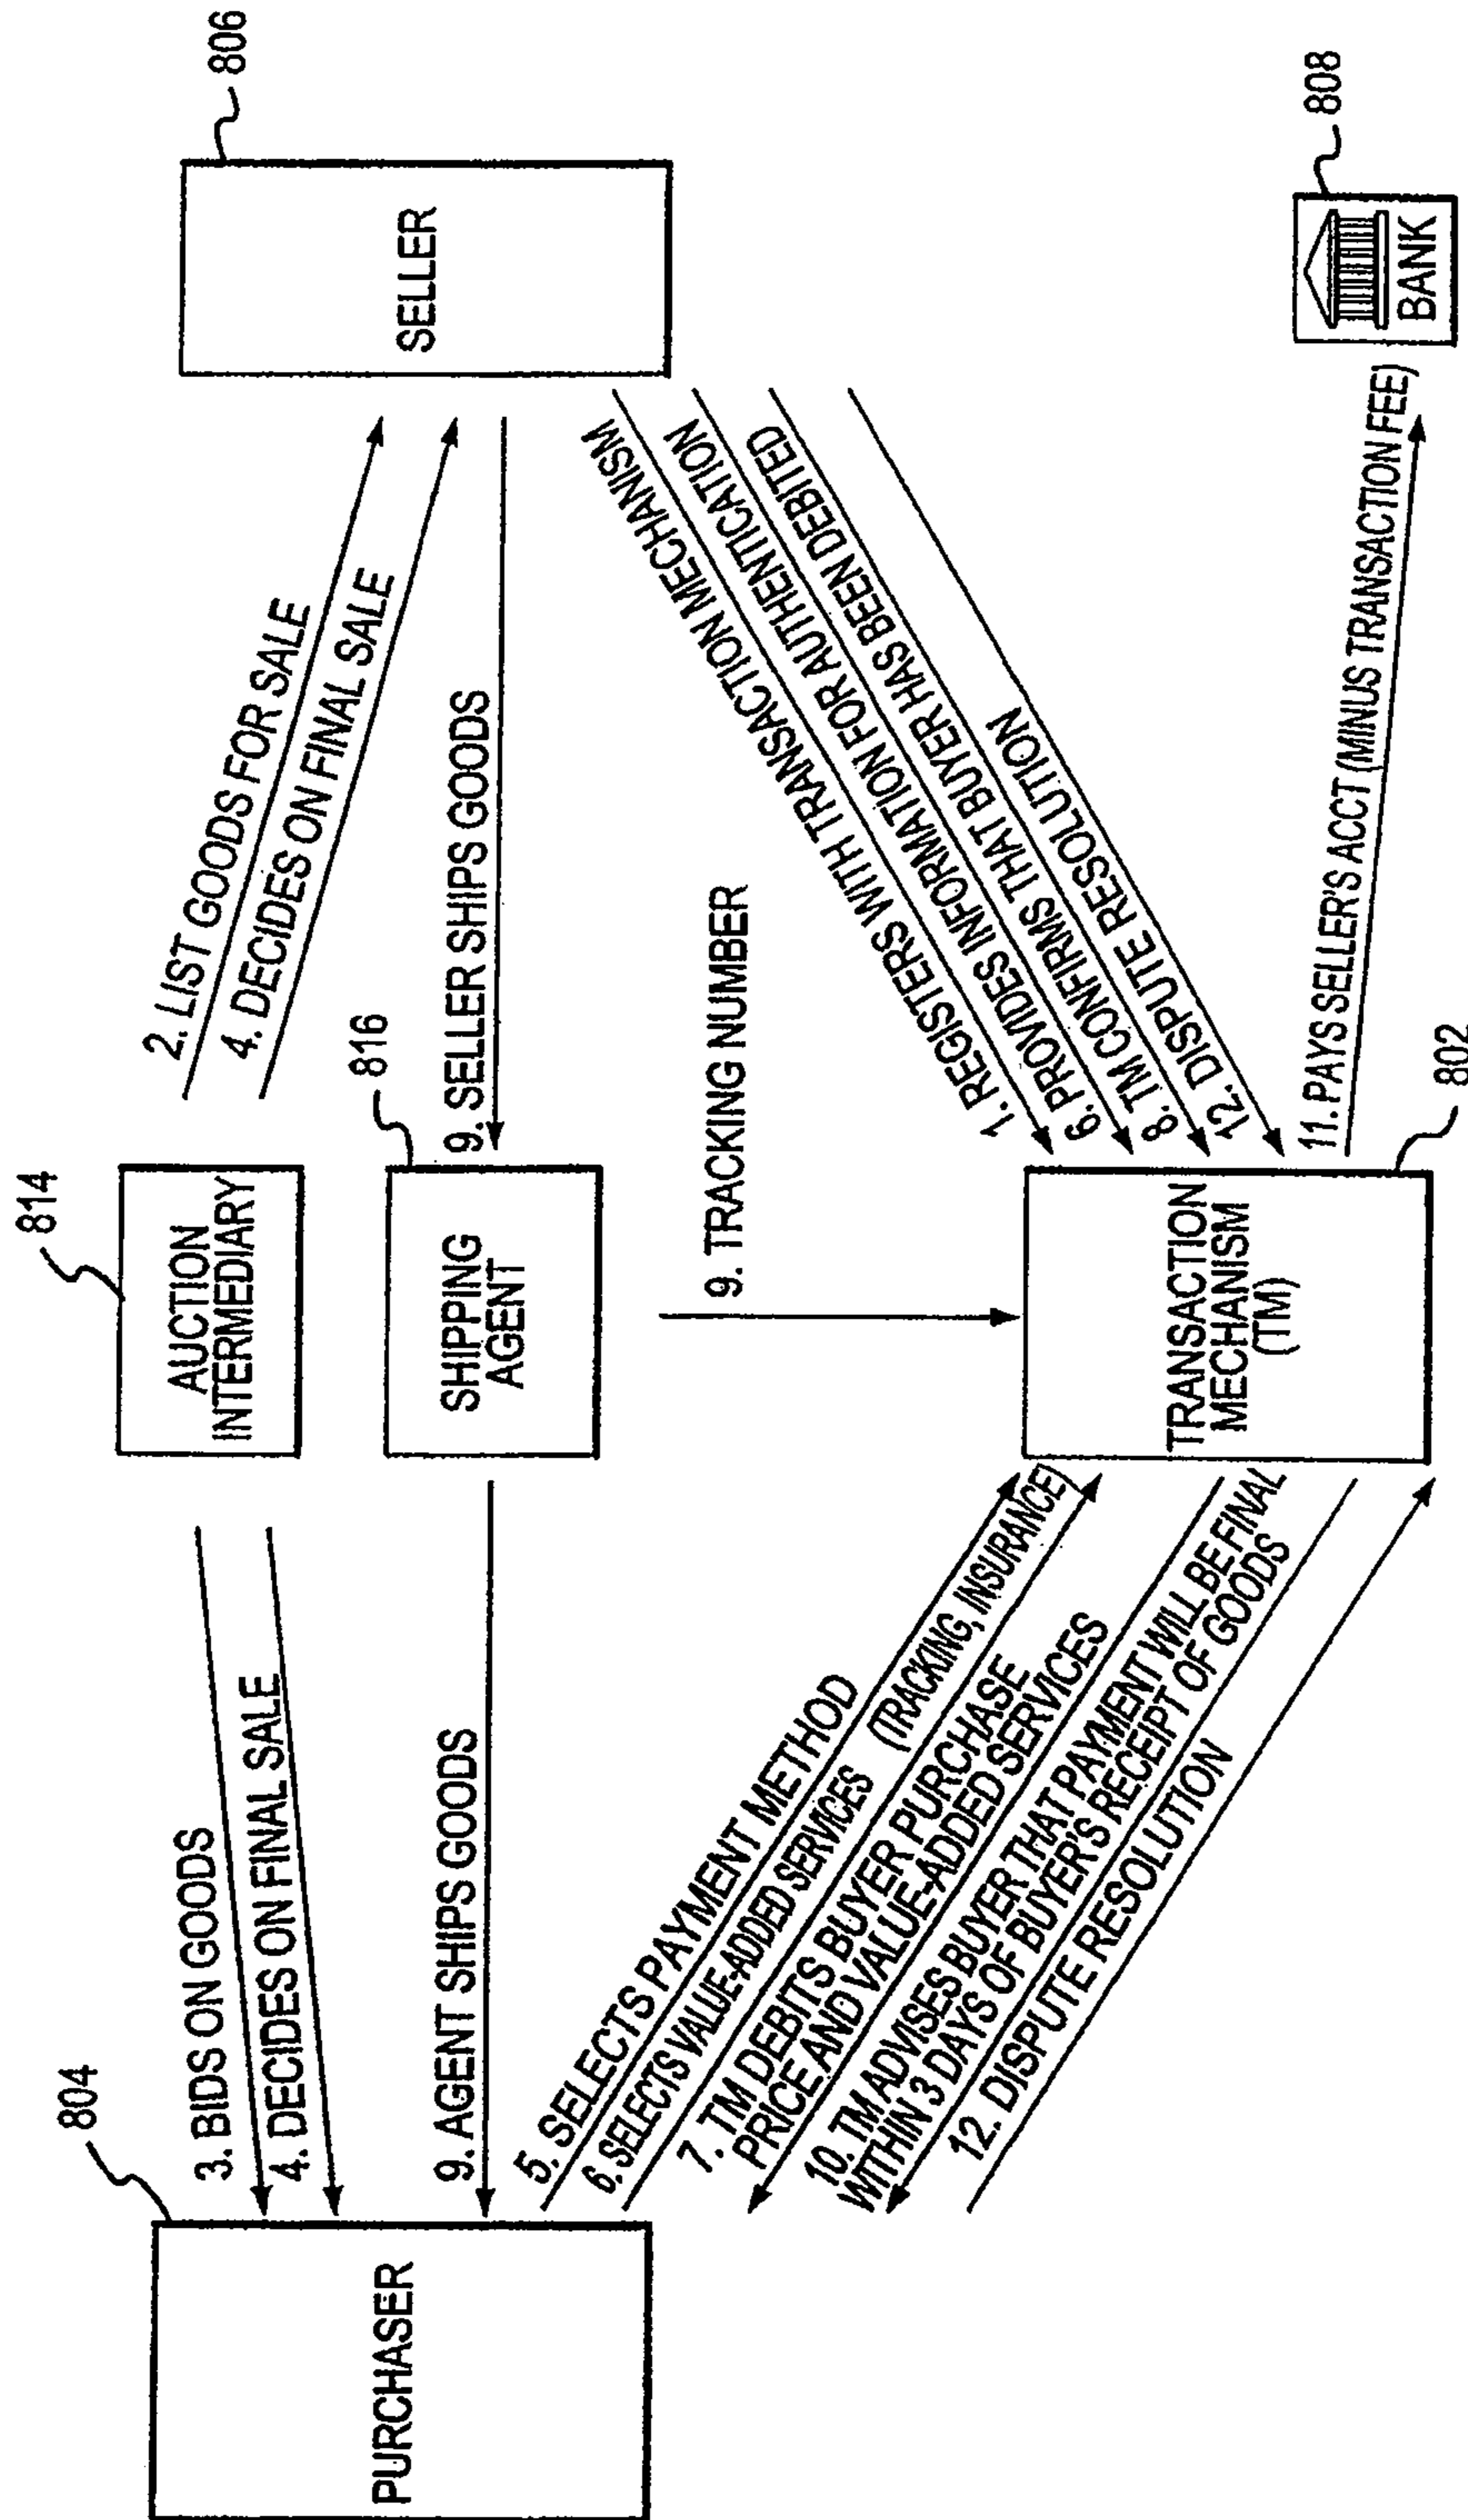 804
PURCHASER
3. BIDS ON GOODS
4. DECIDES ON FINAL SALE
9. AGENT SHIPS GOODS
814
AUCTION
INTERMEDIARY
816
SHIPPING
AGENT
2. LIST GOODS FOR SALE
4. DECIDES ON FINAL SALE
9. SELLER SHIPS GOODS
806
SELLER
9. TRACKING NUMBER
5. SELECTS PAYMENT METHOD
6. SELECTS VALUE-ADDED SERVICES (TRACKING, INSURANCE)
7. TM DEBITS BUYER PURCHASE
PRICE AND VALUE-ADDED SERVICES
10. TM ADVISES BUYER THAT PAYMENT WILL BE FINAL
WITHIN 3 DAYS OF BUYER'S RECEIPT OF GOODS
12. DISPUTE RESOLUTION
TRANSACTION
MECHANISM
(TM)
802
1. REGISTERS WITH TRANSACTION MECHANISM
6. PROVIDES INFORMATION FOR AUTHENTICATION
8. TM CONFIRMS THAT BUYER HAS BEEN DEBITED
12. DISPUTE RESOLUTION
11. PAYS SELLER'S ACCT (MINUS TRANSACTION FEE)
808
BANK